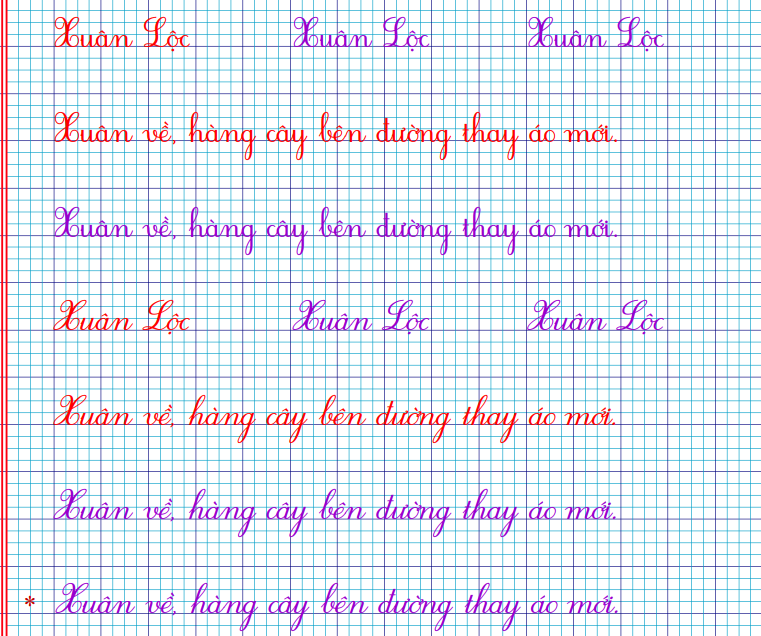 Xuân Lộc Xuân Lộc Xuân Lộc
Xuân về, hàng cây bên đường thay áo mới.
Xuân về, hàng cây bên đường thay áo mới.
Xuân Lộc Xuân Lộc Xuân Lộc
Xuân về, hàng cây bên đường thay áo mới.
Xuân về, hàng cây bên đường thay áo mới.
* Xuân về, hàng cây bên đường thay áo mới.